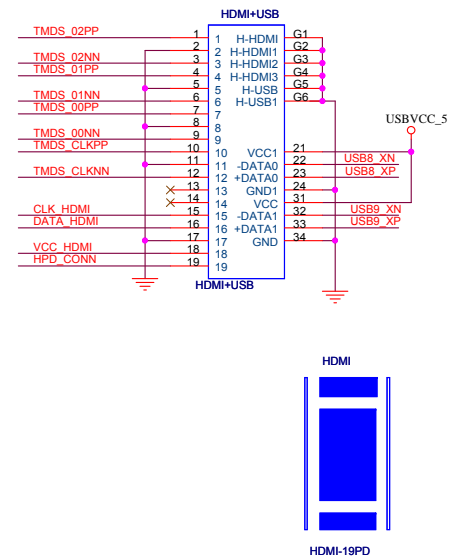 HDMI+USB
TMDS_02PP 1 1 H-HDMI G1
2 2 H-HDMI1 G2
TMDS_02NN 3 3 H-HDMI2 G3
TMDS_01PP 4 4 H-HDMI3 G4
5 5 H-USB G5
TMDS_01NN 6 6 H-USB1 G6
TMDS_00PP 7 7
8 8
TMDS_00NN 9 9
USBVCC_5
TMDS_CLKPP 10 10 VCC1 21
11 11 -DATA0 22 USB8_XN
TMDS_CLKNN 12 12 +DATA0 23 USB8_XP
13 13 GND1 24
14 14 VCC 31
CLK_HDMI 15 15 -DATA1 32 USB9_XN
DATA_HDMI 16 16 +DATA1 33 USB9_XP
17 17 GND 34
VCC_HDMI 18 18
HPD_CONN 19 19
HDMI+USB
HDMI
HDMI-19PD